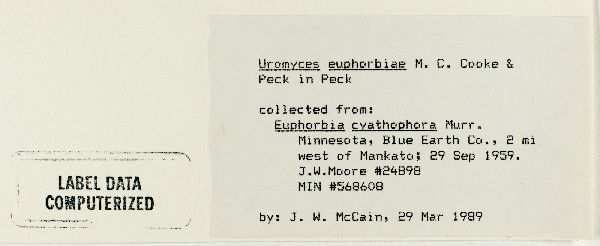 Uromyces euphorbiae M. C. Cooke &
Peck in Peck
collected from:
Euphorbia cyathophora Murr.
Minnesota, Blue Earth Co., 2 mi
west of Mankato; 29 Sep 1959.
J.W.Moore #24898
MIN #568608
by: J. W. McCain, 29 Mar 1989
LABEL DATA
COMPUTERIZED